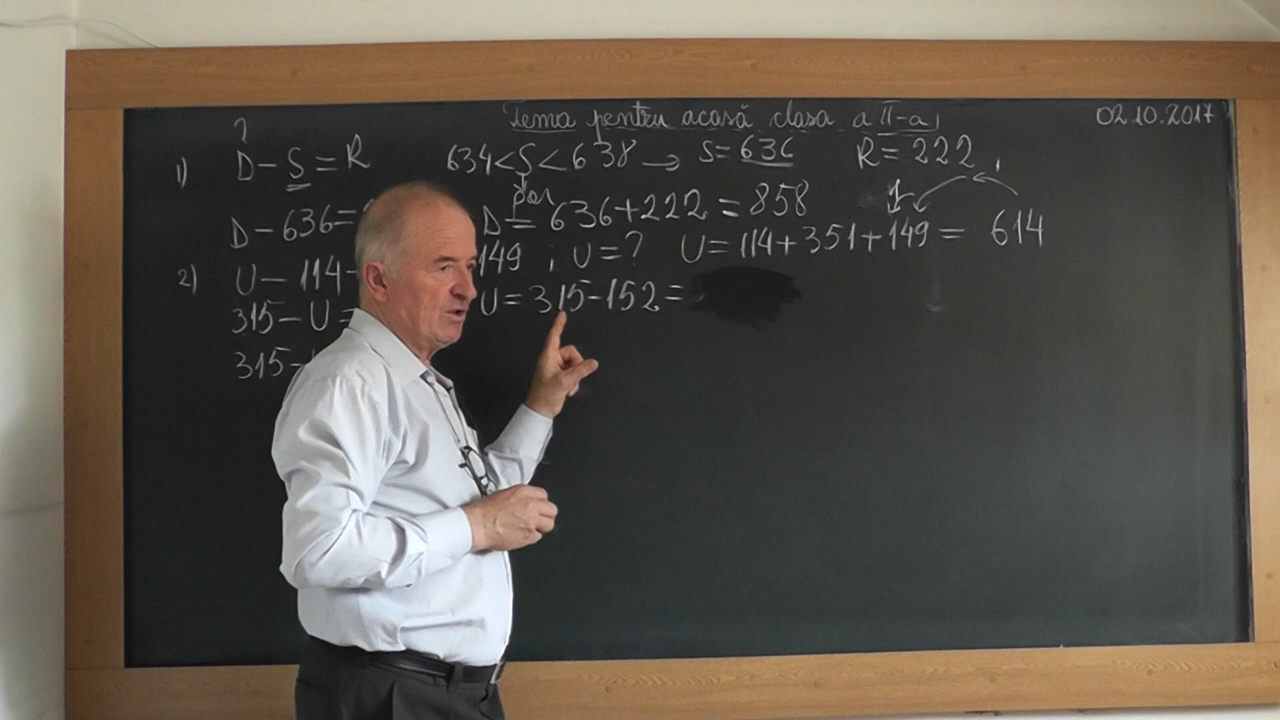 Tema pentru acasă clasa a II-a
02.10.2017
?
1) D-S=R 634<S<638→ S=636 R=222,
par
D-636= D=636+222=858 1
2) U-114- 149; U=? U=114+351+149= 614
315-U= U=315-152=
315-